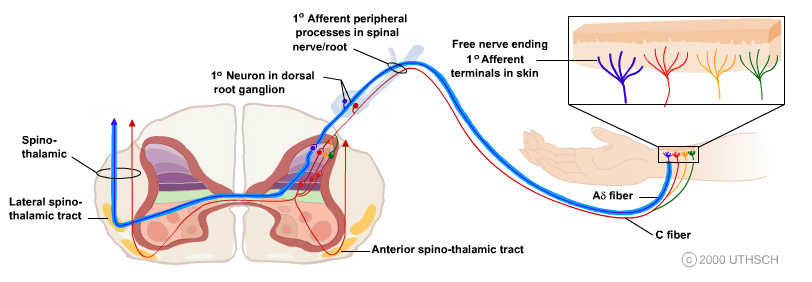 1° Afferent peripheral
processes in spinal
nerve/root
Free nerve ending
1° Afferent
terminals in skin
1° Neuron in dorsal
root ganglion
Spino-
thalamic
Lateral spino-
thalamic tract
Aδ fiber
C fiber
Anterior spino-thalamic tract
© 2000 UTHSCH